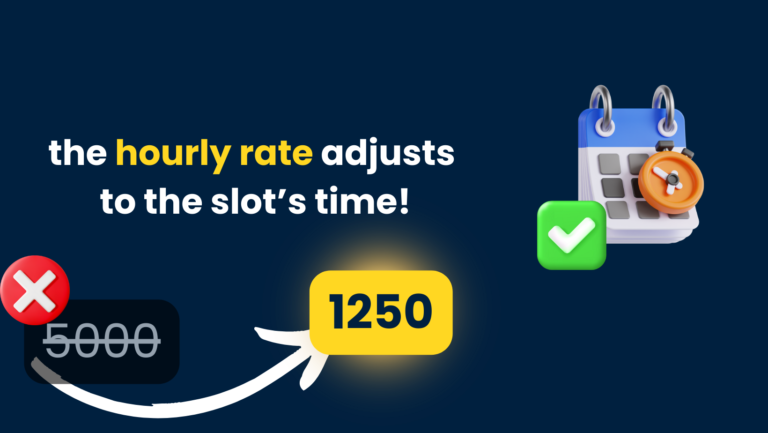 the hourly rate adjusts
to the slot’s time!
5000
1250